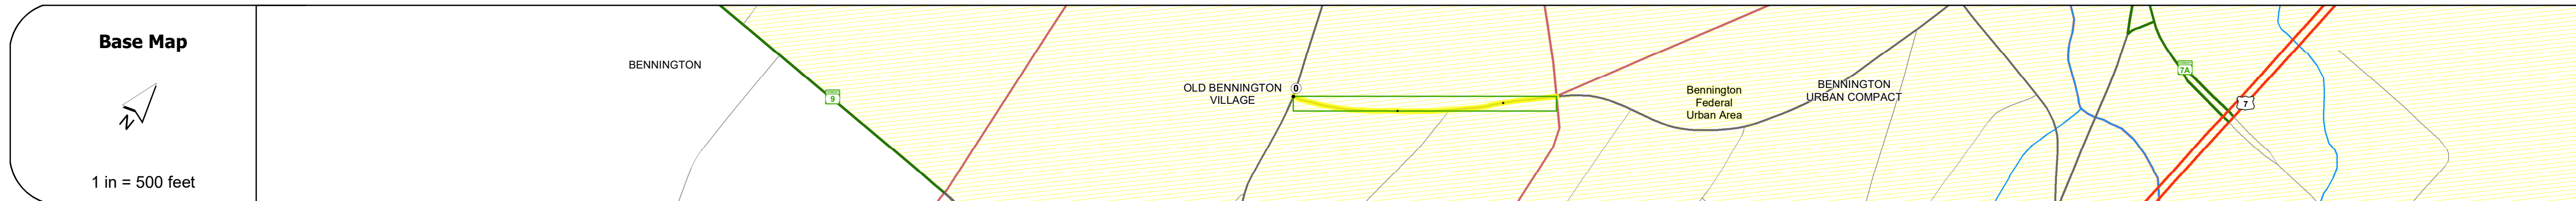 Base Map
N
1 in = 500 feet
BENNINGTON
9
OLD BENNINGTON
VILLAGE
0
Bennington
Federal
Urban Area
BENNINGTON
URBAN COMPACT
7A
7